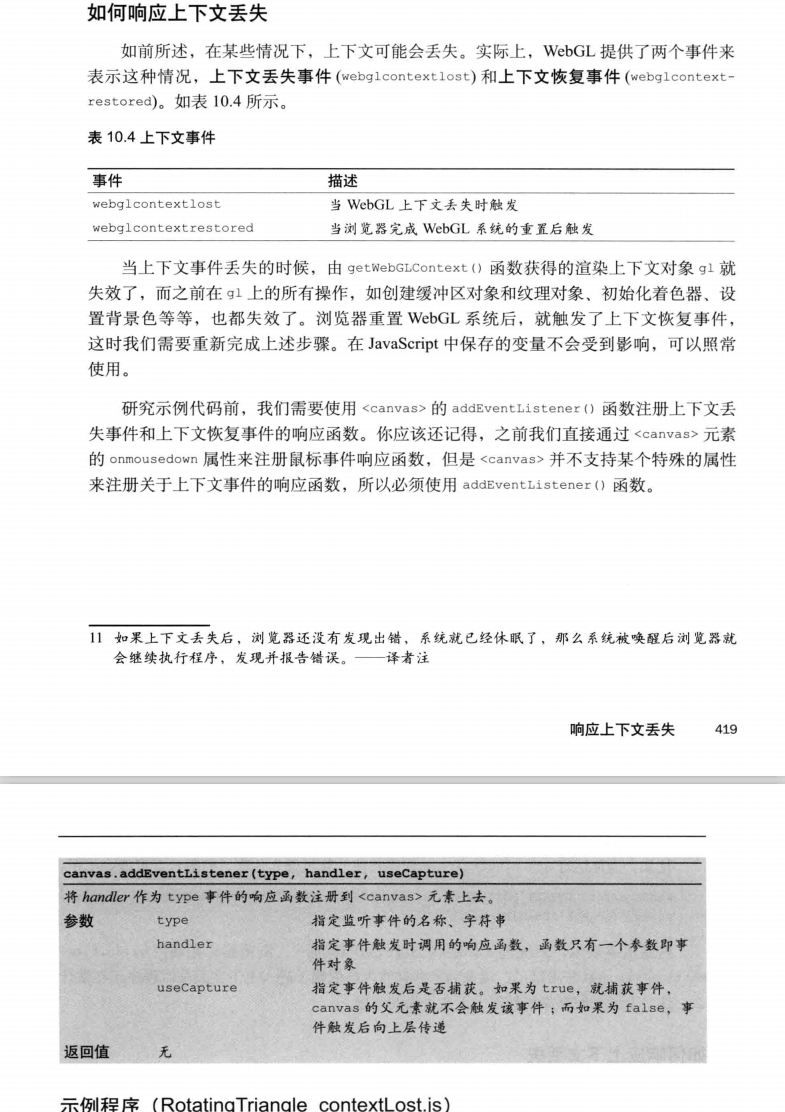 如何响应上下文丢失
如前所述，在某些情况下，上下文可能会丢失。实际上，WebGL 提供了两个事件来
表示这种情况，上下文丢失事件 (webglcontextlost) 和上下文恢复事件 (webglcontext-
restored)。如表 10.4 所示。
表 10.4 上下文事件
事件 描述
webglcontextlost 当 WebGL 上下文丢失时触发
webglcontextrestored 当浏览器完成 WebGL 系统的重置后触发
当上下文事件丢失的时候，由 getWebGLContext() 函数获得的渲染上下文对象 gl 就
失效了，而之前在 gl 上的所有操作，如创建缓冲区对象和纹理对象、初始化着色器、设
置背景色等等，也都失效了。浏览器重置 WebGL 系统后，就触发了上下文恢复事件，
这时我们需要重新完成上述步骤。在 JavaScript 中保存的变量不会受到影响，可以照常
使用。
研究示例代码前，我们需要使用 <canvas> 的 addEventListener() 函数注册上下文丢
失事件和上下文恢复事件的响应函数。你应该还记得，之前我们直接通过 <canvas> 元素
的 onmousedown 属性来注册鼠标事件响应函数，但是 <canvas> 并不支持某个特殊的属性
来注册关于上下文事件的响应函数，所以必须使用 addEventListener() 函数。
11 如果上下文丢失后，浏览器还没有发现出错，系统就已经休眠了，那么系统被唤醒后浏览器就
会继续执行程序，发现并报告错误。——译者注
响应上下文丢失 419
canvas.addEventListener(type, handler, useCapture)
将 handler 作为 type 事件的响应函数注册到 <canvas> 元素上去。
参数 type 指定监听事件的名称、字符串
handler 指定事件触发时调用的响应函数，函数只有一个参数即事
件对象
useCapture 指定事件触发后是否捕获。如果为 true，就捕获事件，
canvas 的父元素就不会触发该事件；而如果为 false，事
件触发后向上层传递
返回值 无
示例程序（RotatingTriangle_contextLost.js）